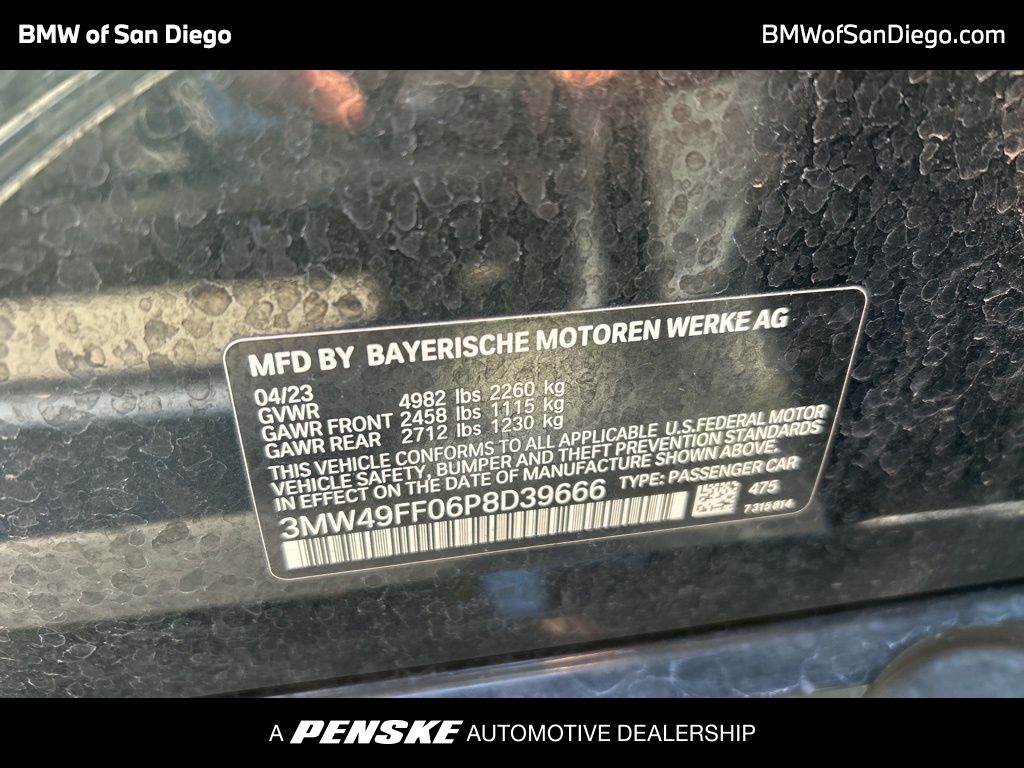 BMW of San Diego
BMWofSanDiego.com
MFD BY BAYERISCHE MOTOREN WERKE AG
04/23
GVWR 4982 lbs 2260 kg
GAWR FRONT 2458 lbs 1115 kg
GAWR REAR 2712 lbs 1230 kg
THIS VEHICLE CONFORMS TO ALL APPLICABLE U.S.FEDERAL MOTOR
VEHICLE SAFETY, BUMPER AND THEFT PREVENTION STANDARDS
IN EFFECT ON THE DATE OF MANUFACTURE SHOWN ABOVE.
3MW49FF06P8D39666 TYPE: PASSENGER CAR
475
7 315 814
A PENSKE AUTOMOTIVE DEALERSHIP